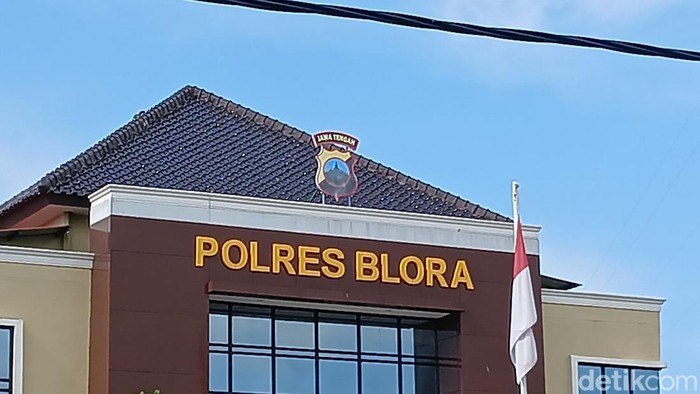 JAWA TENGAH
POLRES BLORA
detikcom